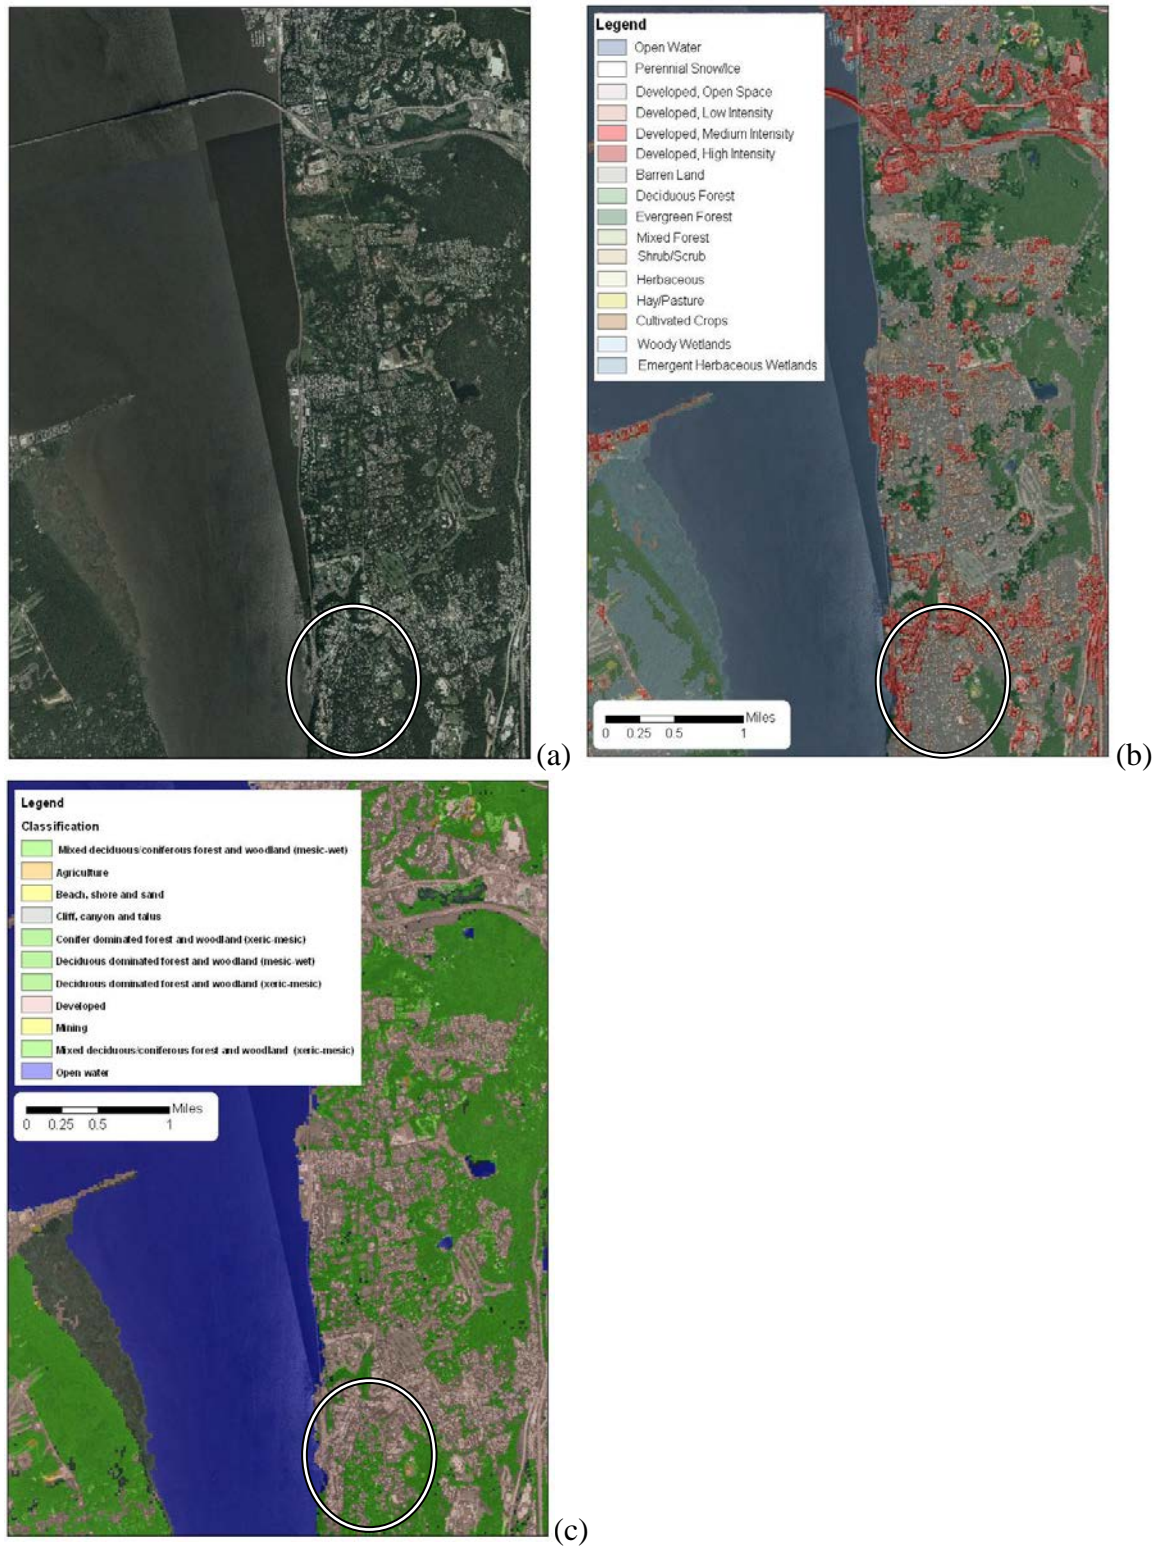 Legend
Open Water
Perennial Snow/Ice
Developed, Open Space
Developed, Low Intensity
Developed, Medium Intensity
Developed, High Intensity
Barren Land
Deciduous Forest
Evergreen Forest
Mixed Forest
Shrub/Scrub
Herbaceous
Hay/Pasture
Cultivated Crops
Woody Wetlands
Emergent Herbaceous Wetlands
Miles
0 0.25 0.5 1
(a)
(b)
Legend
Classification
Mixed deciduous/coniferous forest and woodland (mesic-wet)
Agriculture
Beach, shore and sand
Cliff, canyon and talus
Conifer dominated forest and woodland (xeric-mesic)
Deciduous dominated forest and woodland (mesic-wet)
Deciduous dominated forest and woodland (xeric-mesic)
Developed
Mining
Mixed deciduous/coniferous forest and woodland (xeric-mesic)
Open water
Miles
0 0.25 0.5 1
(c)